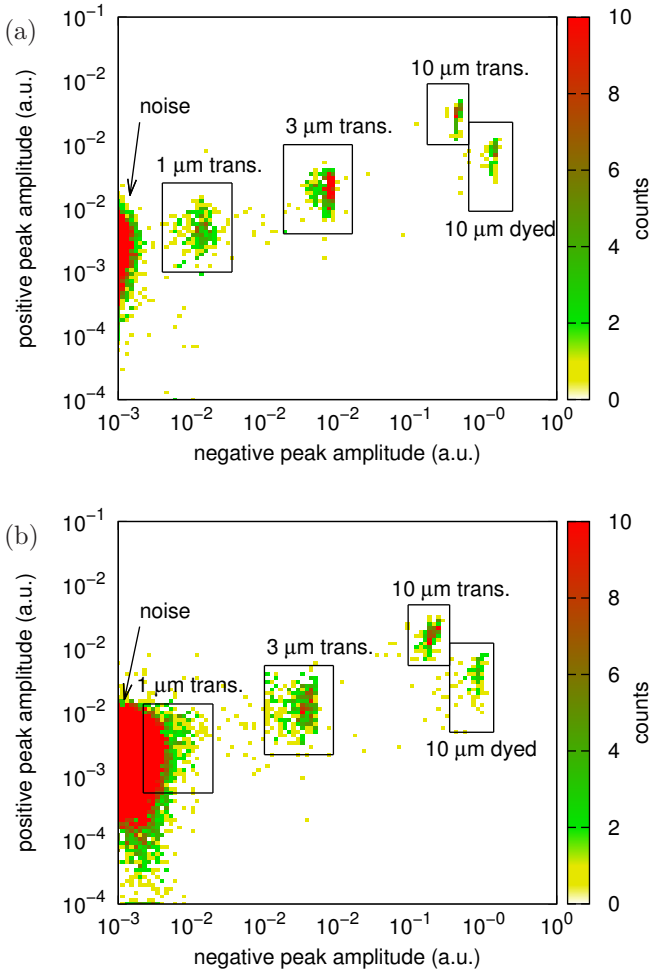 (a)
10⁻¹
10⁻²
10⁻²
10⁻²
10⁻³
10⁻⁴
10⁻⁴
positive peak amplitude (a.u.)
noise
1 μm trans.
3 μm trans.
10 μm trans.
10 μm dyed
10⁻³ 10⁻² 10⁻² 10⁻² 10⁻¹ 10⁻⁰ 10⁰
negative peak amplitude (a.u.)
10
8
6
4
2
0
counts
(b)
10⁻¹
10⁻²
10⁻²
10⁻²
10⁻³
10⁻⁴
10⁻⁴
positive peak amplitude (a.u.)
noise
1 μm trans.
3 μm trans.
10 μm trans.
10 μm dyed
10⁻³ 10⁻² 10⁻² 10⁻² 10⁻¹ 10⁻⁰ 10⁰
negative peak amplitude (a.u.)
10
8
6
4
2
0
counts